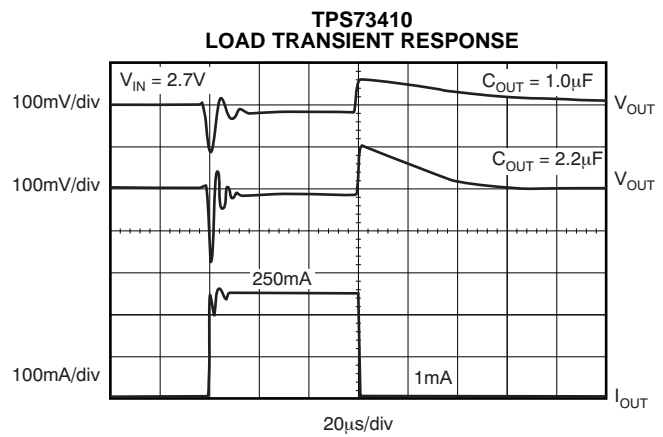 TPS73410
LOAD TRANSIENT RESPONSE
V_IN = 2.7V
C_OUT = 1.0μF
100mV/div
V_OUT
C_OUT = 2.2μF
100mV/div
V_OUT
250mA
100mA/div
1mA
I_OUT
20μs/div